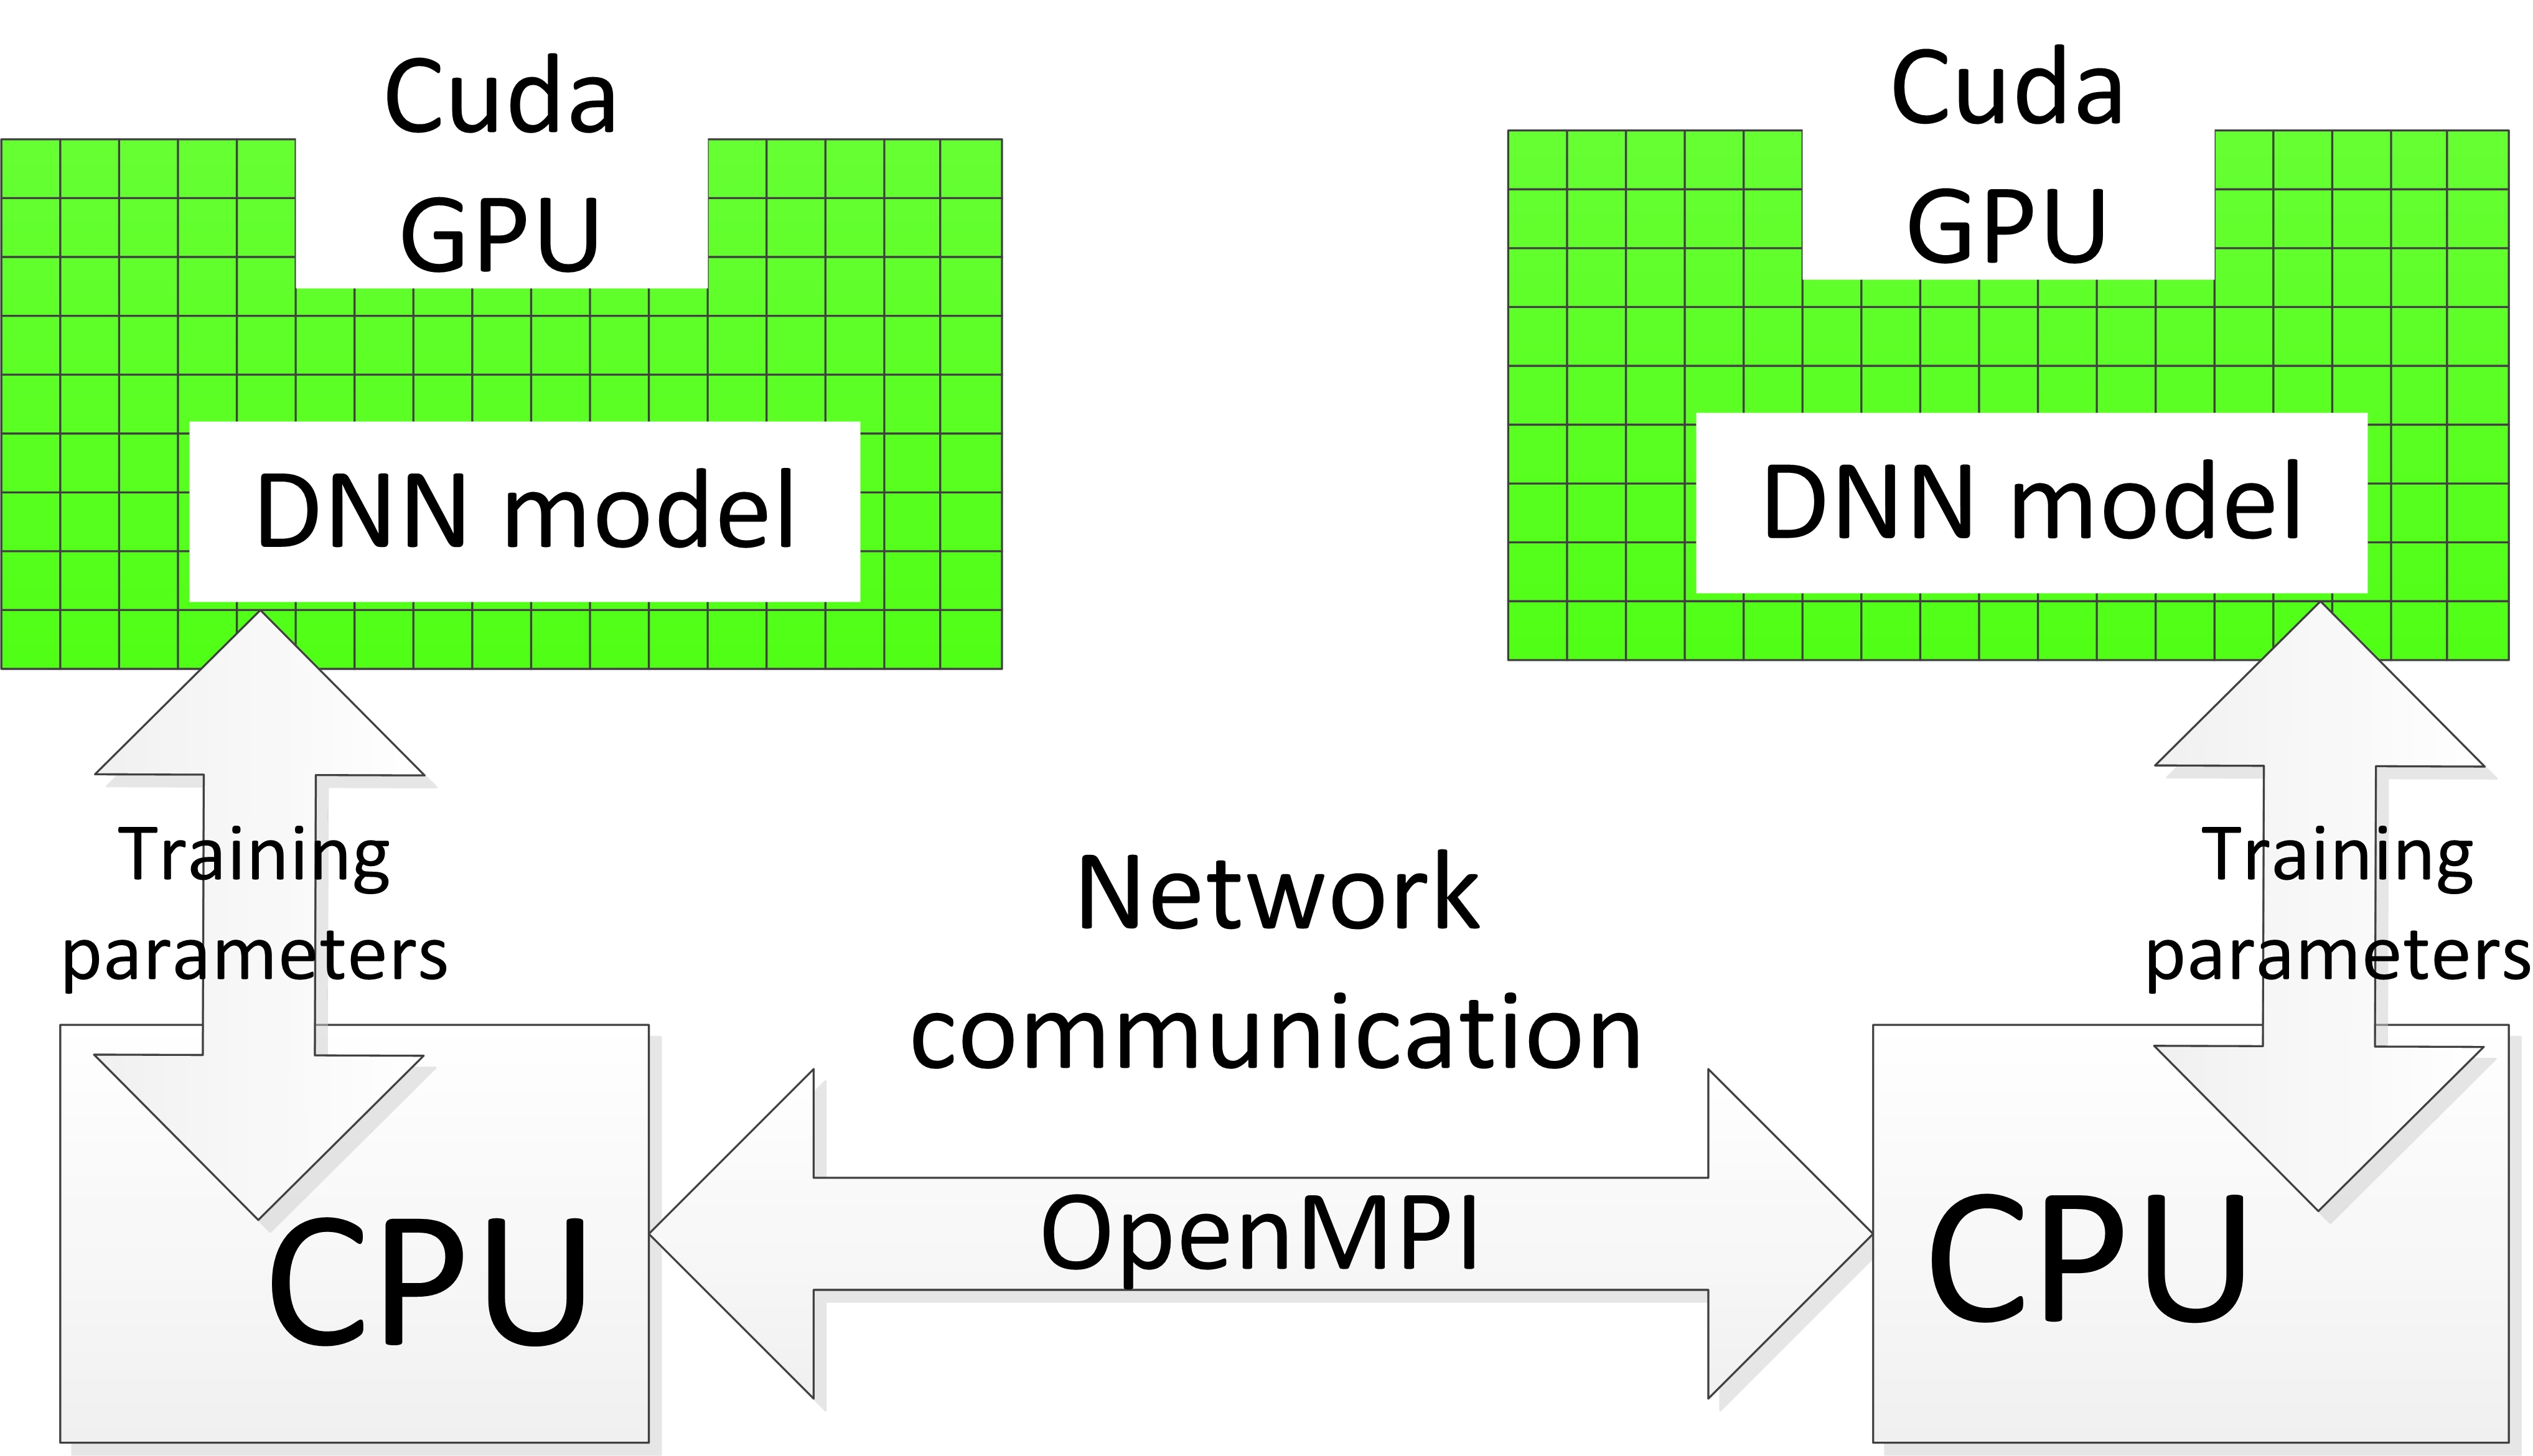 Cuda
GPU
DNN model
Cuda
GPU
DNN model
Training
parameters
Network
communication
Training
parameters
CPU
OpenMPI
CPU